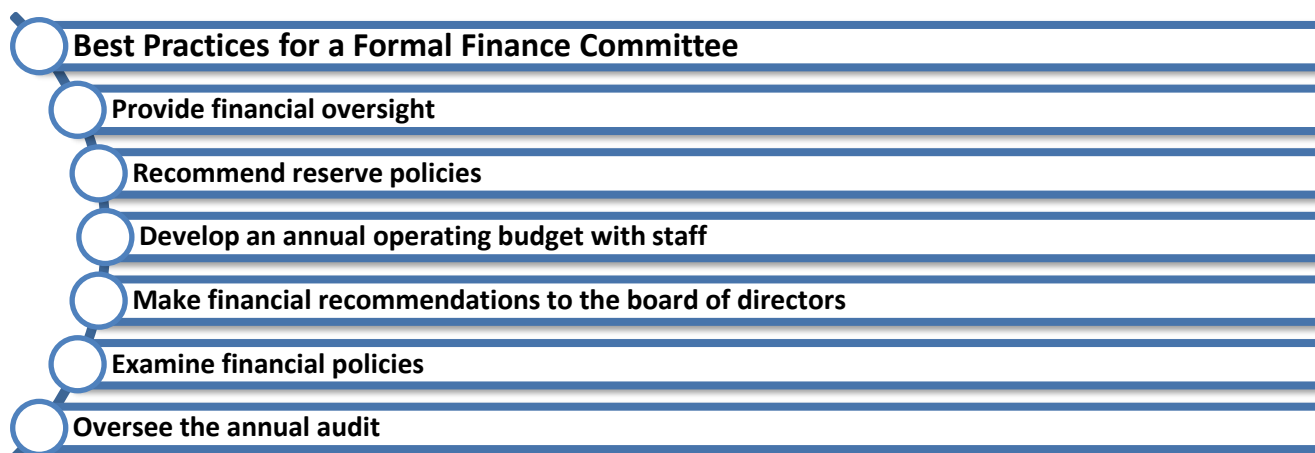 Best Practices for a Formal Finance Committee
Provide financial oversight
Recommend reserve policies
Develop an annual operating budget with staff
Make financial recommendations to the board of directors
Examine financial policies
Oversee the annual audit